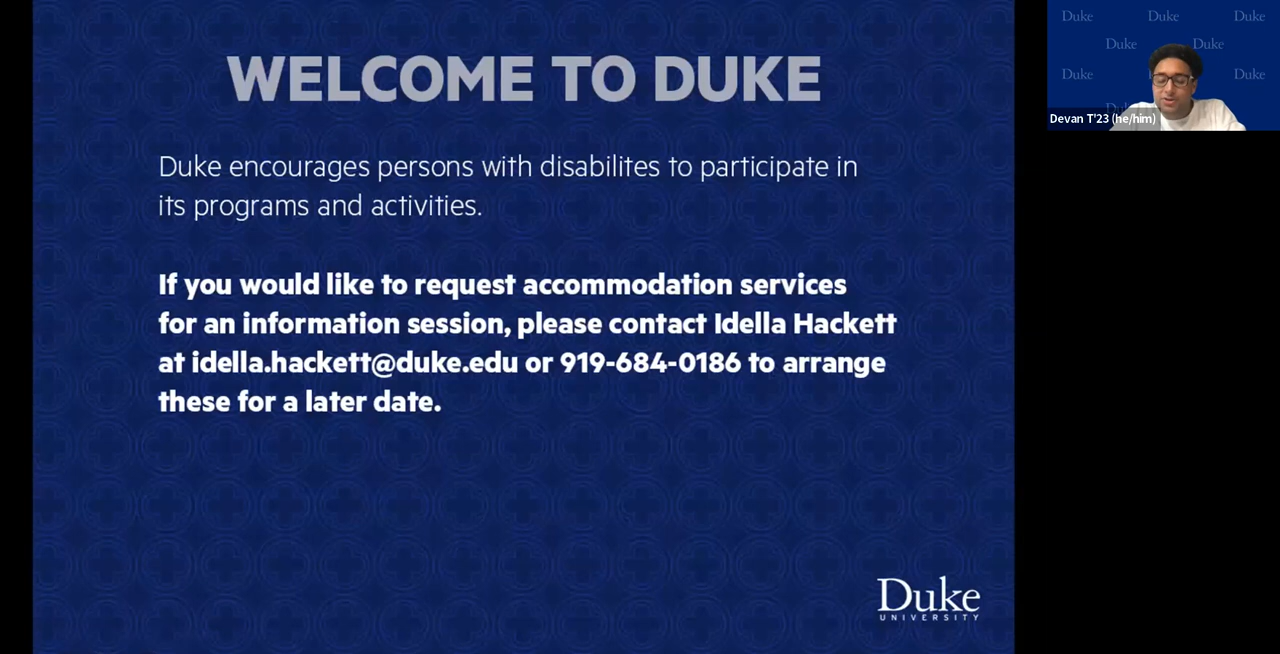 WELCOME TO DUKE
Duke encourages persons with disabilites to participate in
its programs and activities.
If you would like to request accommodation services
for an information session, please contact Idella Hackett
at idella.hackett@duke.edu or 919-684-0186 to arrange
these for a later date.
Duke
UNIVERSITY
Duke Duke Duke
Duke Duke
Duke Duke
Du
Devan T'23 (he/him)